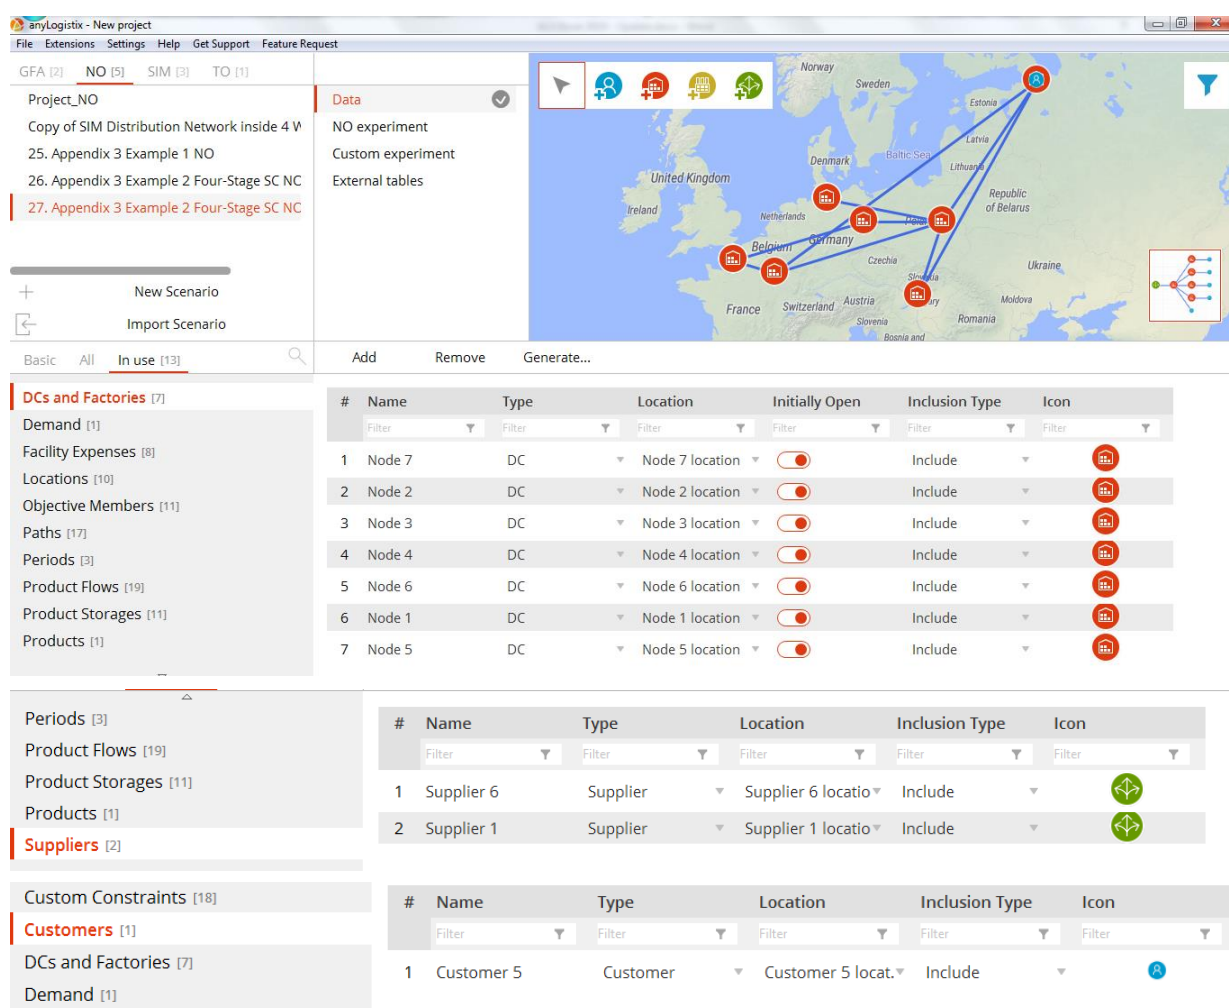 anyLogistix - New project
File Extensions Settings Help Get Support Feature Request
GFA [2] NO [5] SIM [3] TO [1]
Project_NO
Copy of SIM Distribution Network inside 4 W
25. Appendix 3 Example 1 NO
26. Appendix 3 Example 2 Four-Stage SC NO
27. Appendix 3 Example 2 Four-Stage SC NO
New Scenario
Import Scenario
Data
NO experiment
Custom experiment
External tables
Norway
Sweden
Estonia
Latvia
Baltic Sea
Denmark
Lithuania
United Kingdom
Republic
of Belarus
Ireland
Netherlands
Germany
Belgium
Czechia
Ukraine
France
Switzerland
Austria
Moldova
Slovenia
Romania
Bosnia and
Basic All In use [13]
Add Remove Generate...
DCs and Factories [7]
Demand [1]
Facility Expenses [8]
Locations [10]
Objective Members [11]
Paths [17]
Periods [3]
Product Flows [19]
Product Storages [11]
Products [1]
# Name Type Location Initially Open Inclusion Type Icon
Filter Filter Filter Filter Filter Filter
1 Node 7 DC Node 7 location Include
2 Node 2 DC Node 2 location Include
3 Node 3 DC Node 3 location Include
4 Node 4 DC Node 4 location Include
5 Node 6 DC Node 6 location Include
6 Node 1 DC Node 1 location Include
7 Node 5 DC Node 5 location Include
Periods [3]
Product Flows [19]
Product Storages [11]
Products [1]
Suppliers [2]
# Name Type Location Inclusion Type Icon
Filter Filter Filter Filter Filter
1 Supplier 6 Supplier Supplier 6 locatio Include
2 Supplier 1 Supplier Supplier 1 locatio Include
Custom Constraints [18]
Customers [1]
DCs and Factories [7]
Demand [1]
# Name Type Location Inclusion Type Icon
Filter Filter Filter Filter Filter
1 Customer 5 Customer Customer 5 locat. Include